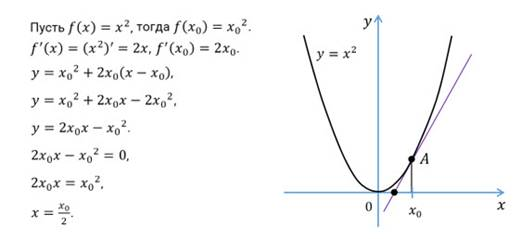 Пусть f(x) = x², тогда f(x₀) = x₀².
f′(x) = (x²)′ = 2x, f′(x₀) = 2x₀.
y = x₀² + 2x₀(x − x₀),
y = x₀² + 2x₀x − 2x₀²,
y = 2x₀x − x₀².
2x₀x − x₀² = 0,
2x₀x = x₀²,
x = x₀/2.
y
y = x²
A
0
x₀
x